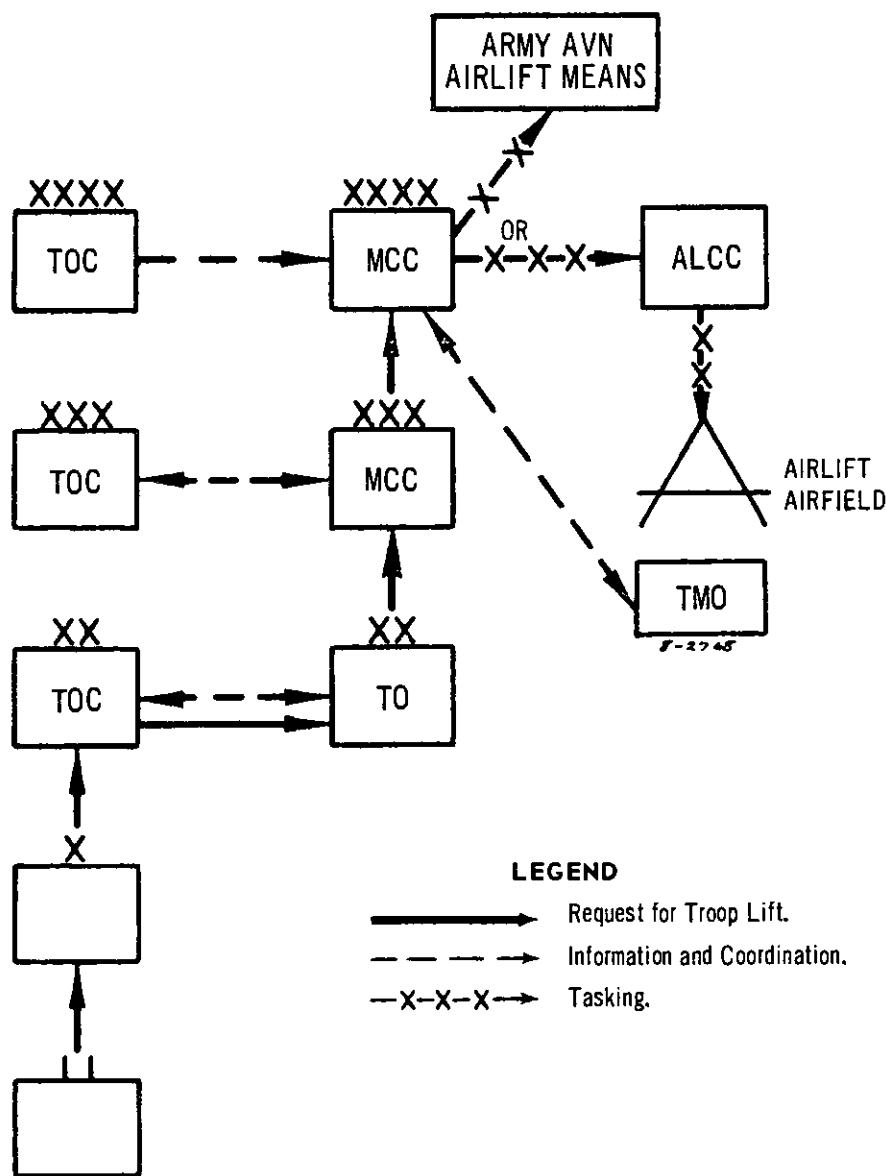 ARMY AVN
AIRLIFT MEANS
XXXX
XXXX
TOC
MCC
OR
ALCC
XXX
XXX
TOC
MCC
AIRLIFT
AIRFIELD
TMO
XX
XX
TOC
TO
X
LEGEND
Request for Troop Lift.
Information and Coordination.
X-X-X
Tasking.